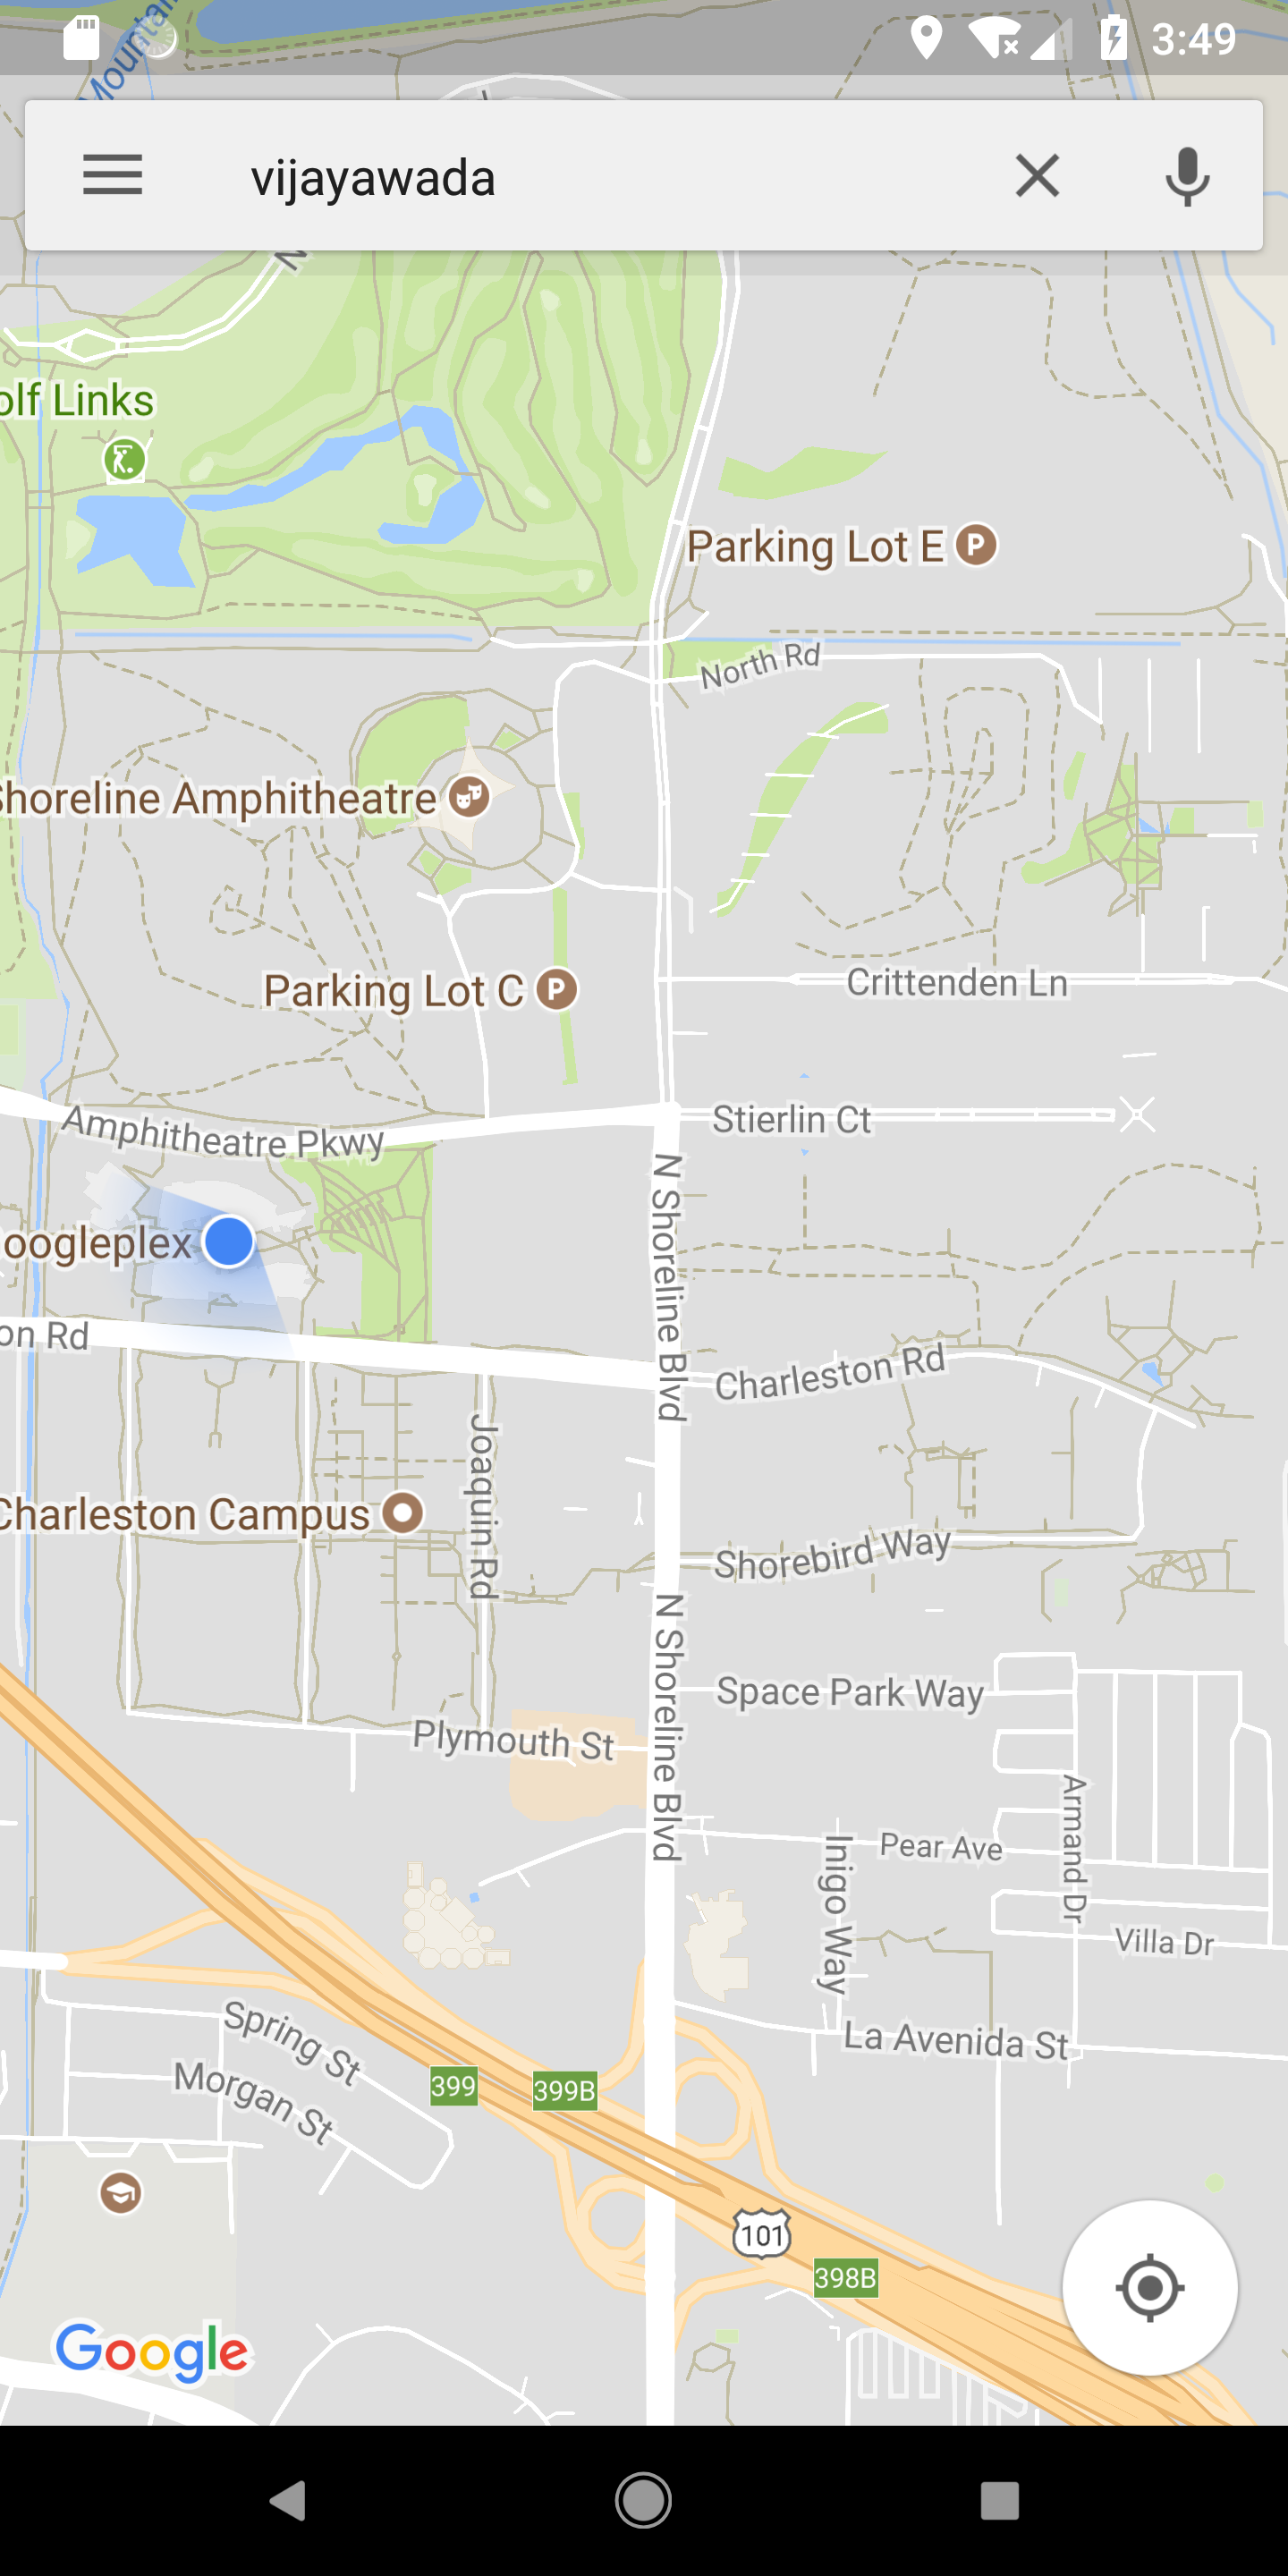 Mountai
3:49
vijayawada
N
olf Links
Parking Lot E P
North Rd
Shoreline Amphitheatre
Parking Lot C P
Crittenden Ln
Amphitheatre Pkwy
Stierlin Ct
N Shoreline Blvd
oogleplex
on Rd
Charleston Rd
Joaquin Rd
Charleston Campus
Shorebird Way
N Shoreline Blvd
Space Park Way
Plymouth St
Armand Dr
Inigo Way
Pear Ave
Villa Dr
Spring St
La Avenida St
Morgan St
399
399B
101
398B
Google